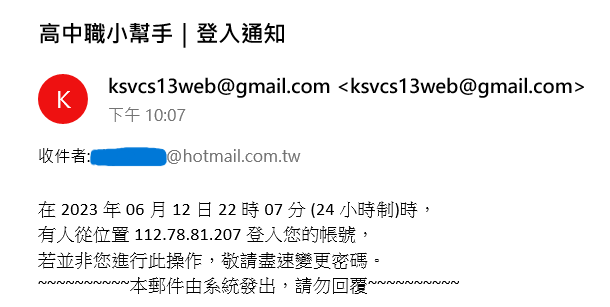 高中職小幫手｜登入通知
K
ksvcs13web@gmail.com <ksvcs13web@gmail.com>
下午 10:07
收件者:@hotmail.com.tw
在 2023 年 06 月 12 日 22 時 07 分 (24 小時制)時，
有人從位置 112.78.81.207 登入您的帳號，
若並非您進行此操作，敬請盡速變更密碼。
~~~~~~~~~~本郵件由系統發出，請勿回覆~~~~~~~~~~